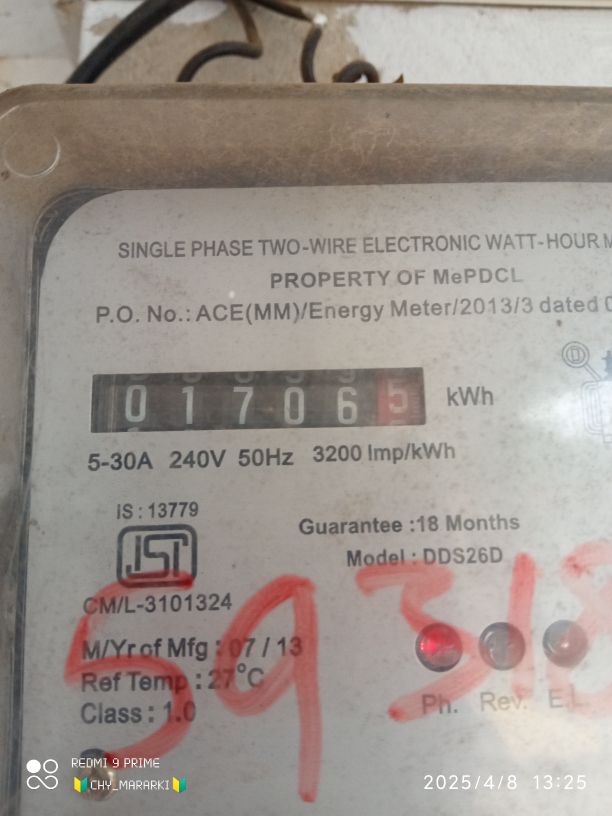 SINGLE PHASE TWO-WIRE ELECTRONIC WATT-HOUR M
PROPERTY OF MePDCL
P.O. No.: ACE(MM)/Energy Meter/2013/3 dated
017065 kWh
5-30A 240V 50Hz 3200 Imp/kWh
IS : 13779
ISI
CM/L-3101324
Guarantee :18 Months
Model : DDS26D
59318
M/Yr of Mfg : 07 / 13
Ref Temp : 27°C
Class : 1.0
Ph. Rev. E.L.
REDMI 9 PRIME
CHY_MARARKI
2025/4/8 13:25